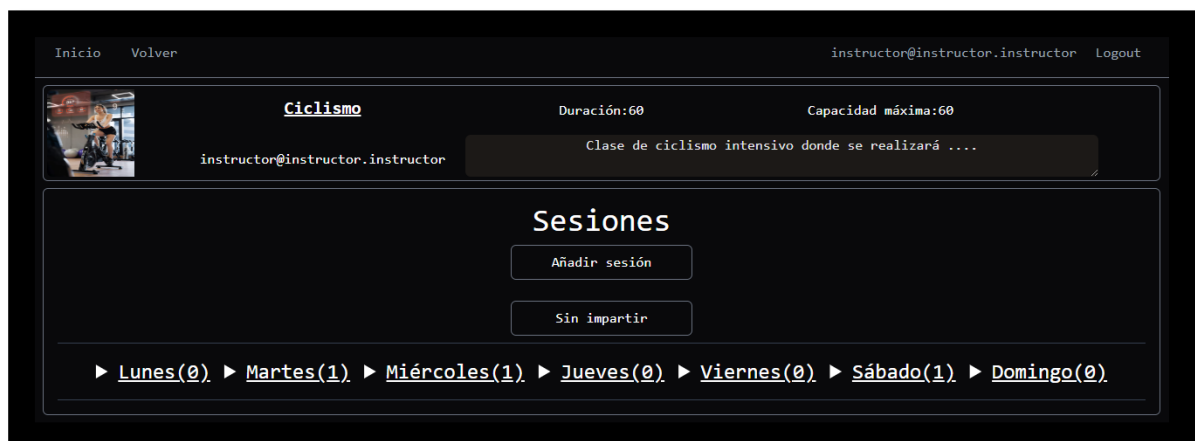 Inicio Volver instructor@instructor.instructor Logout
Ciclismo Duración:60 Capacidad máxima:60
instructor@instructor.instructor Clase de ciclismo intensivo donde se realizará ....
Sesiones
Añadir sesión
Sin impartir
▶ Lunes(0) ▶ Martes(1) ▶ Miércoles(1) ▶ Jueves(0) ▶ Viernes(0) ▶ Sábado(1) ▶ Domingo(0)